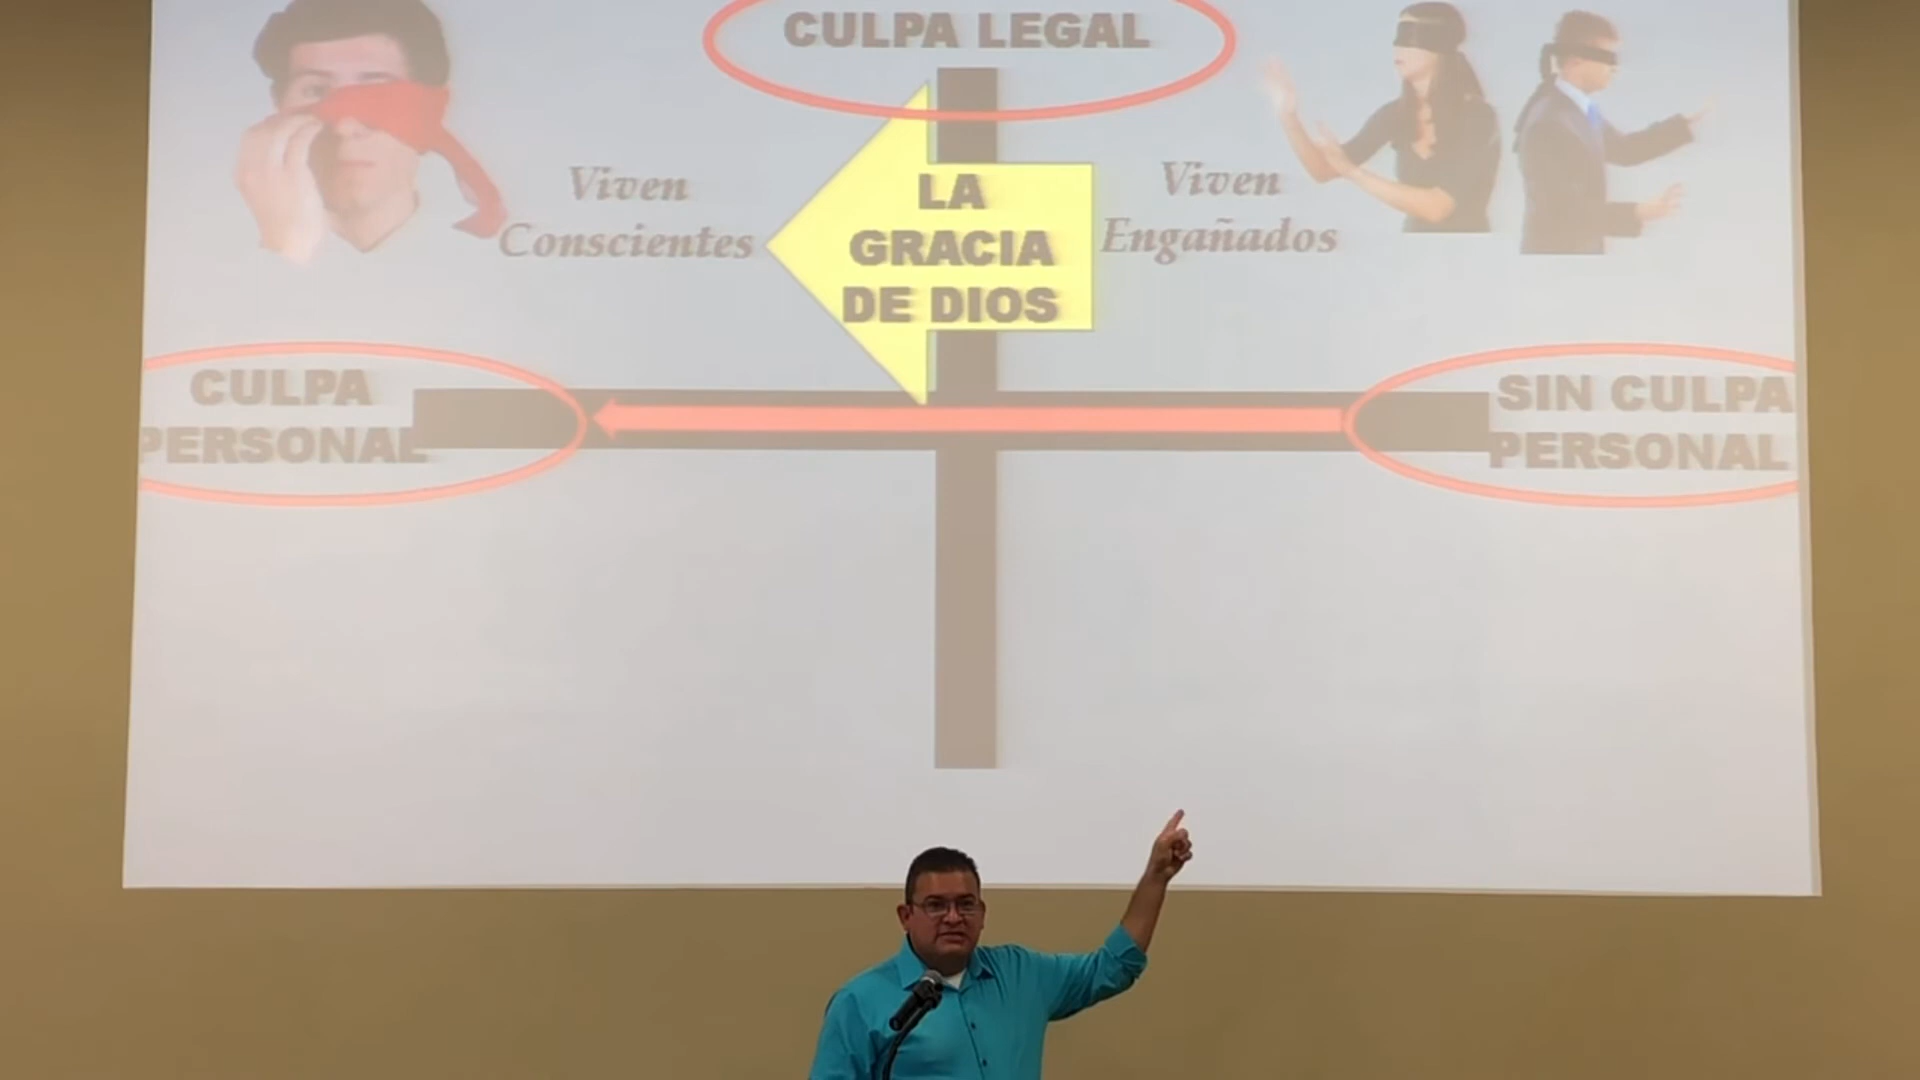 CULPA LEGAL
Viven
Conscientes
LA
GRACIA
DE DIOS
Viven
Engañados
CULPA
PERSONAL
SIN CULPA
PERSONAL